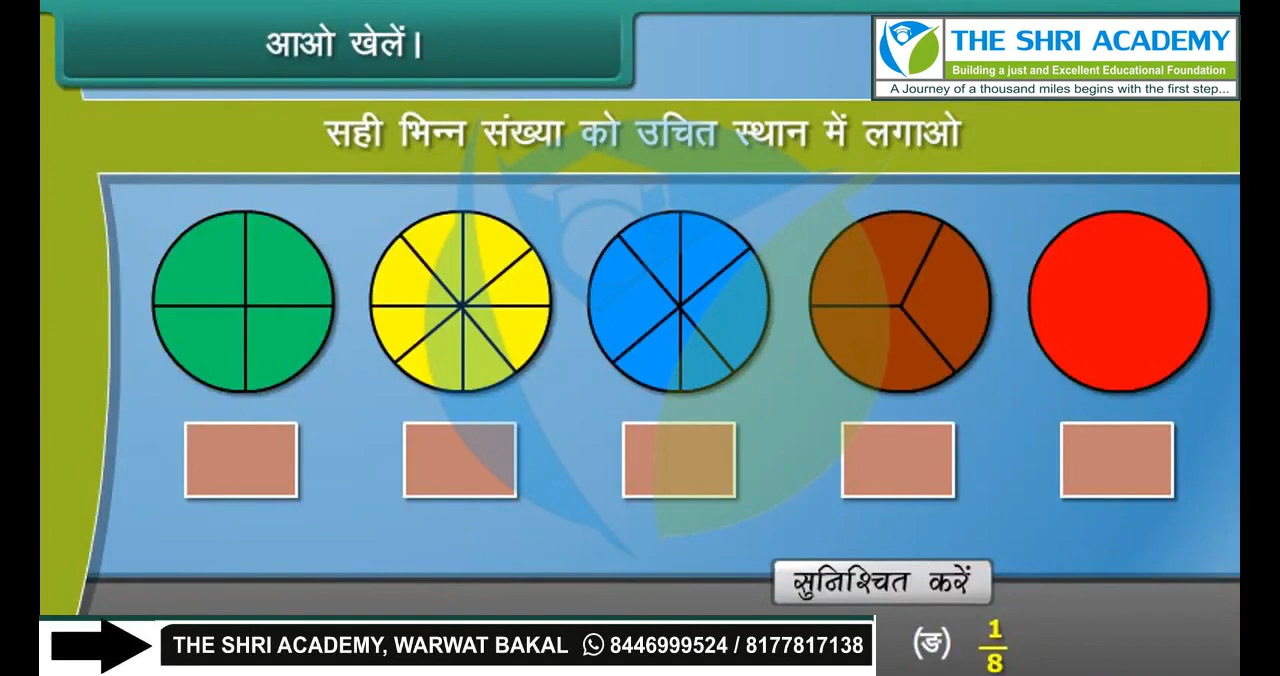 आओ खेलें।
THE SHRI ACADEMY
Building a just and Excellent Educational Foundation
A Journey of a thousand miles begins with the first step...
सही भिन्न संख्या को उचित स्थान में लगाओ
सुनिश्चित करें
THE SHRI ACADEMY, WARWAT BAKAL 8446999524 / 8177817138
(ङ) 1/8